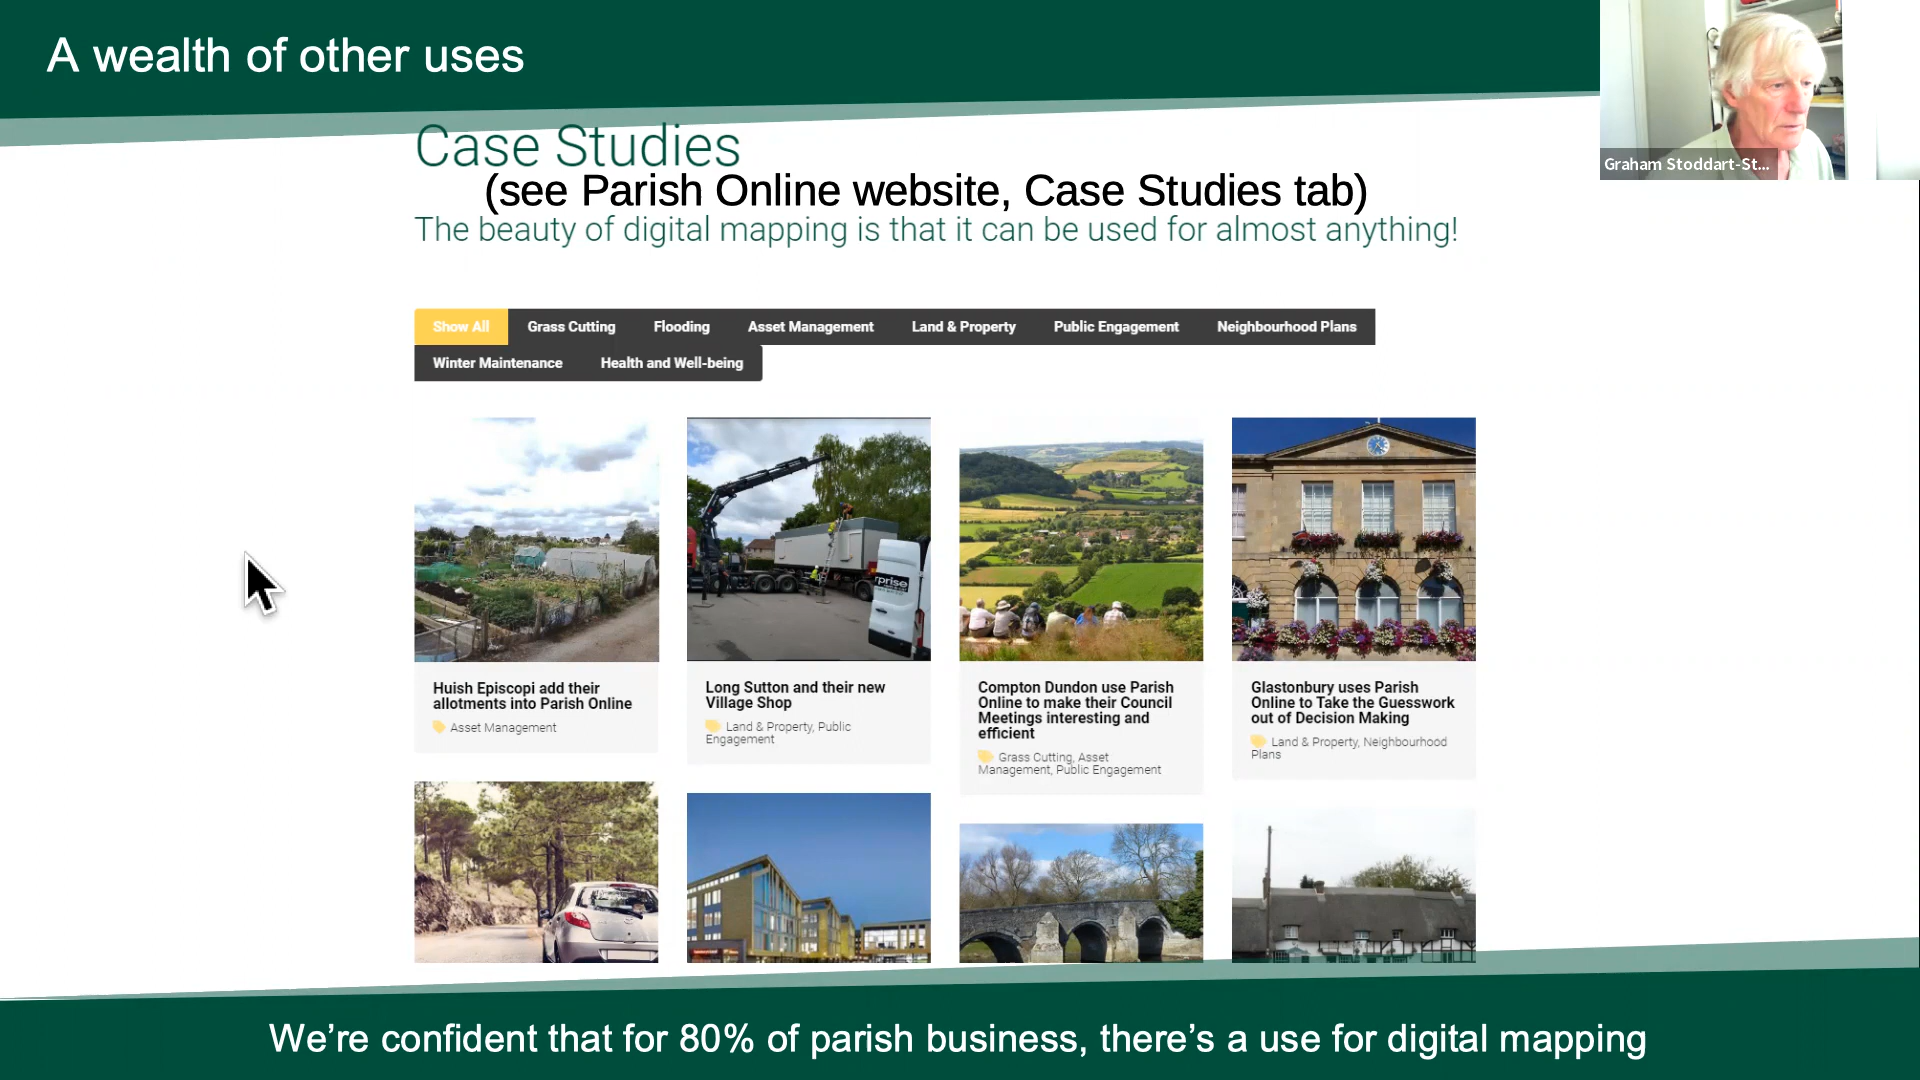 A wealth of other uses
Graham Stoddart-St...
Case Studies
(see Parish Online website, Case Studies tab)
The beauty of digital mapping is that it can be used for almost anything!
Show All Grass Cutting Flooding Asset Management Land & Property Public Engagement Neighbourhood Plans
Winter Maintenance Health and Well-being
prise
TOWN HALL
Huish Episcopi add their
allotments into Parish Online
Asset Management
Long Sutton and their new
Village Shop
Land & Property, Public
Engagement
Compton Dundon use Parish
Online to make their Council
Meetings interesting and
efficient
Grass Cutting, Asset
Management, Public Engagement
Glastonbury uses Parish
Online to Take the Guesswork
out of Decision Making
Land & Property, Neighbourhood
Plans
We’re confident that for 80% of parish business, there’s a use for digital mapping